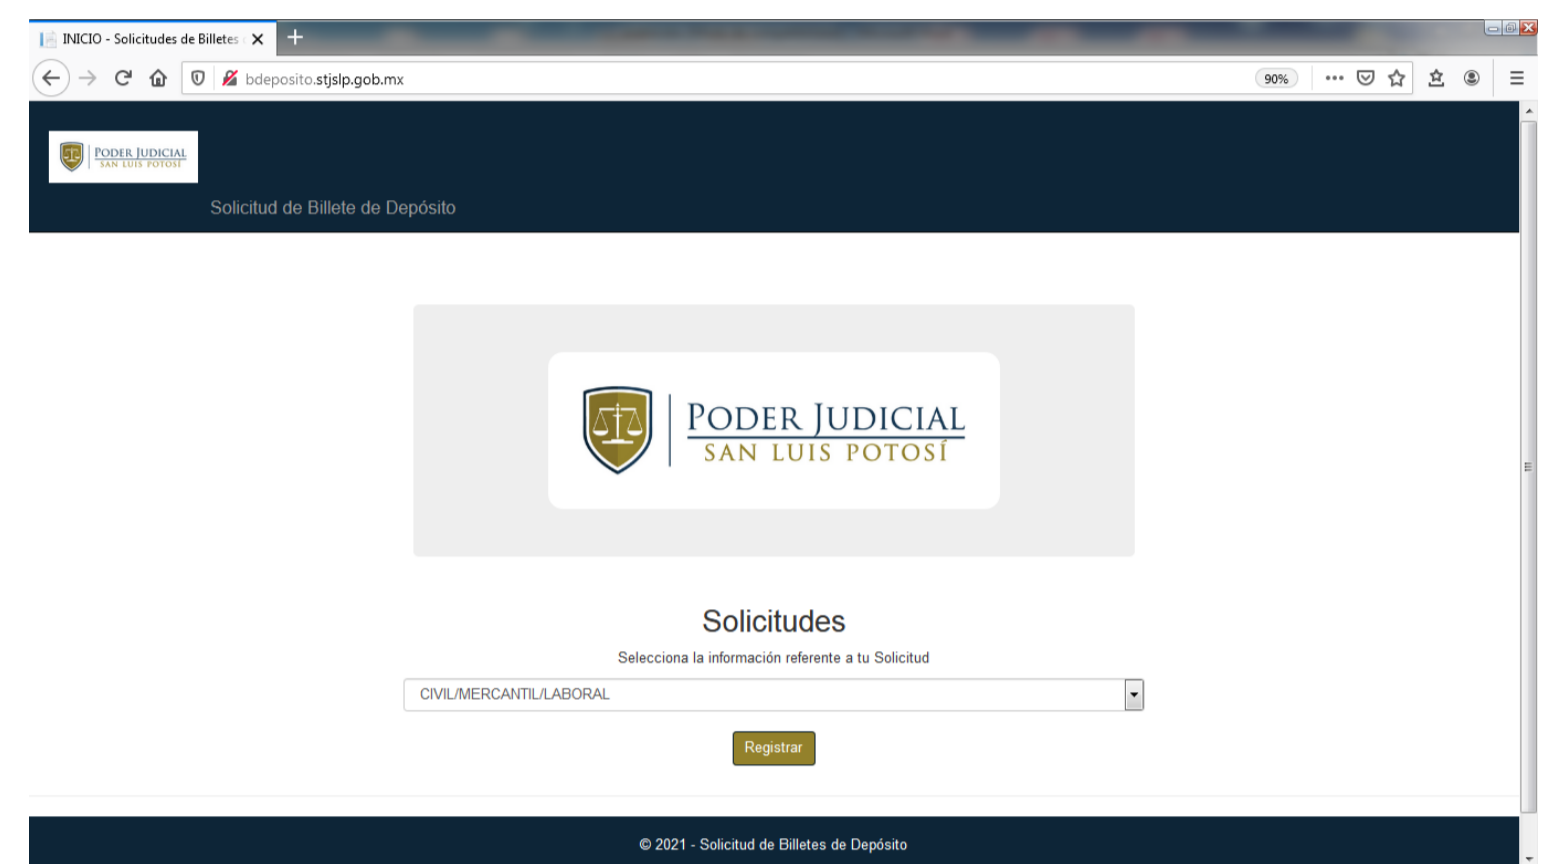 INICIO - Solicitudes de Billetes
bdeposito.stjslp.gob.mx
90%
PODER JUDICIAL
SAN LUIS POTOSÍ
Solicitud de Billete de Depósito
PODER JUDICIAL
SAN LUIS POTOSÍ
Solicitudes
Selecciona la información referente a tu Solicitud
CIVIL/MERCANTIL/LABORAL
Registrar
© 2021 - Solicitud de Billetes de Depósito